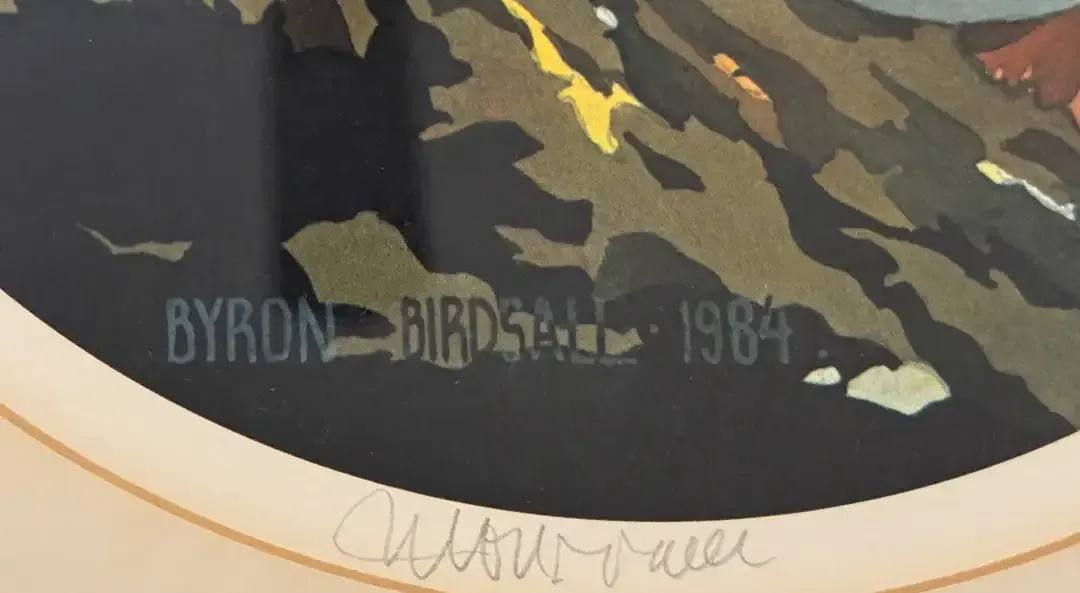 BYRON BIRDSALL · 1984 .